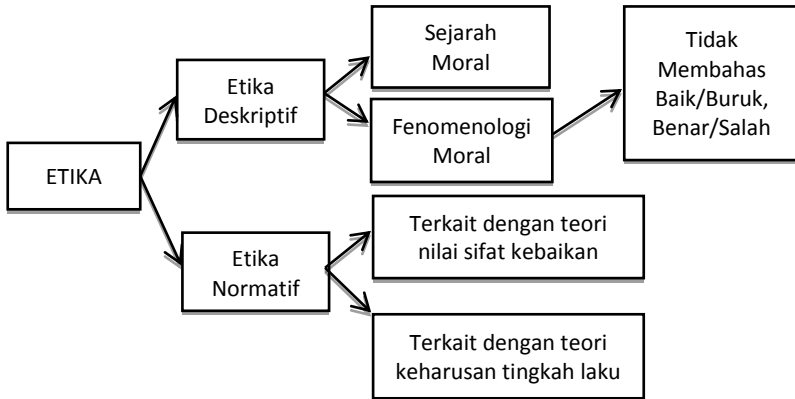 ETIKA
Etika
Deskriptif
Sejarah
Moral
Fenomenologi
Moral
Tidak
Membahas
Baik/Buruk,
Benar/Salah
Etika
Normatif
Terkait dengan teori
nilai sifat kebaikan
Terkait dengan teori
keharusan tingkah laku